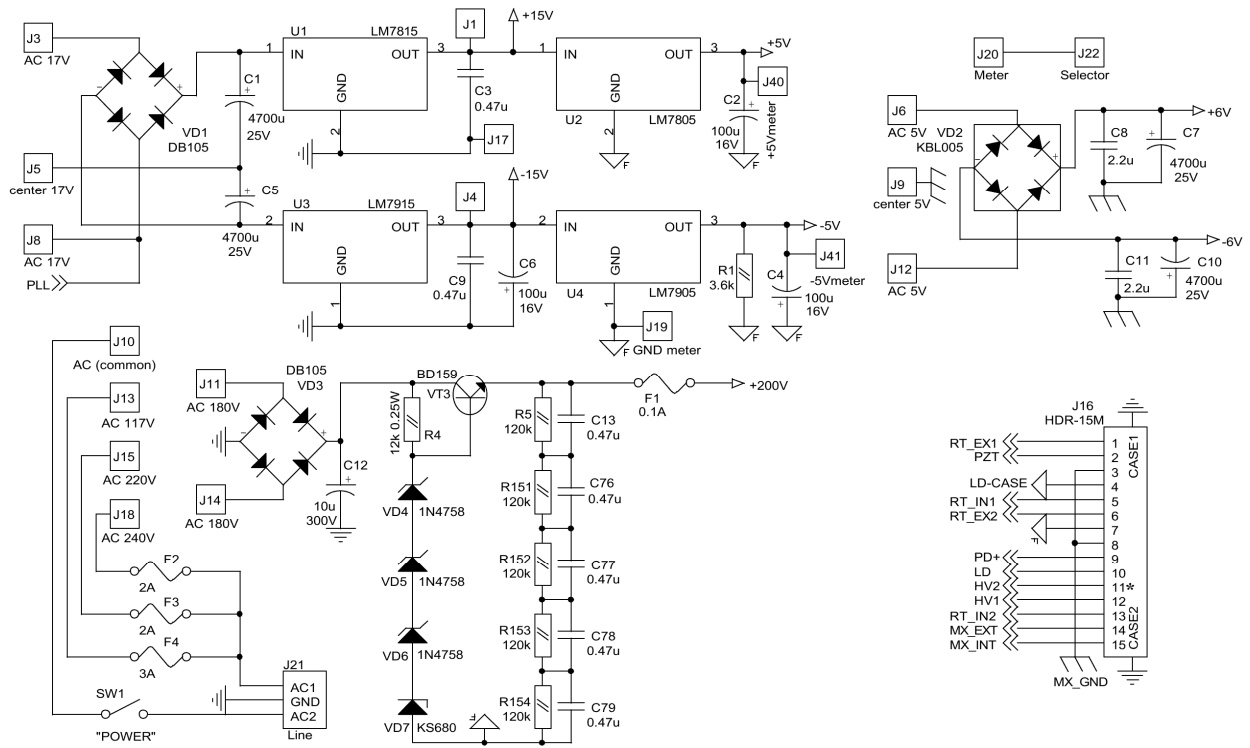 J3
AC 17V
VD1
DB105
1
C1
+
4700u
25V
U1
LM7815
IN
OUT
GND
2
3
J1
+15V
C3
0.47u
J17
1
IN
OUT
GND
U2
LM7805
3
+5V
J40
+5Vmeter
C2
+
100u
16V
F
F
J5
center 17V
J8
AC 17V
PLL
C5
+
4700u
25V
2
U3
LM7915
IN
OUT
GND
1
3
J4
-15V
C9
0.47u
C6
+
100u
16V
2
IN
OUT
GND
1
U4
LM7905
3
-5V
R1
3.6k
C4
+
100u
16V
J41
-5Vmeter
J19
GND meter
F
F
F
J20
Meter
J22
Selector
J6
AC 5V
VD2
KBL005
-
+
J9
center 5V
J12
AC 5V
+6V
C8
2.2u
C7
+
4700u
25V
-6V
C11
2.2u
C10
+
4700u
25V
J10
AC (common)
J13
AC 117V
J15
AC 220V
J18
AC 240V
F2
2A
F3
2A
F4
3A
SW1
"POWER"
J21
AC1
GND
AC2
Line
J11
AC 180V
DB105
VD3
-
+
J14
AC 180V
C12
+
10u
300V
12k 0.25W
R4
BD159
VT3
VD4
1N4758
VD5
1N4758
VD6
1N4758
VD7
KS680
F
R5
120k
C13
0.47u
R151
120k
C76
0.47u
R152
120k
C77
0.47u
R153
120k
C78
0.47u
R154
120k
C79
0.47u
F1
0.1A
+200V
J16
HDR-15M
CASE1
CASE2
RT_EX1
1
PZT
2
3
LD-CASE
4
RT_IN1
5
RT_EX2
6
F
7
8
PD+
9
LD
10
HV2
11*
HV1
12
RT_IN2
13
MX_EXT
14
MX_INT
15
MX_GND